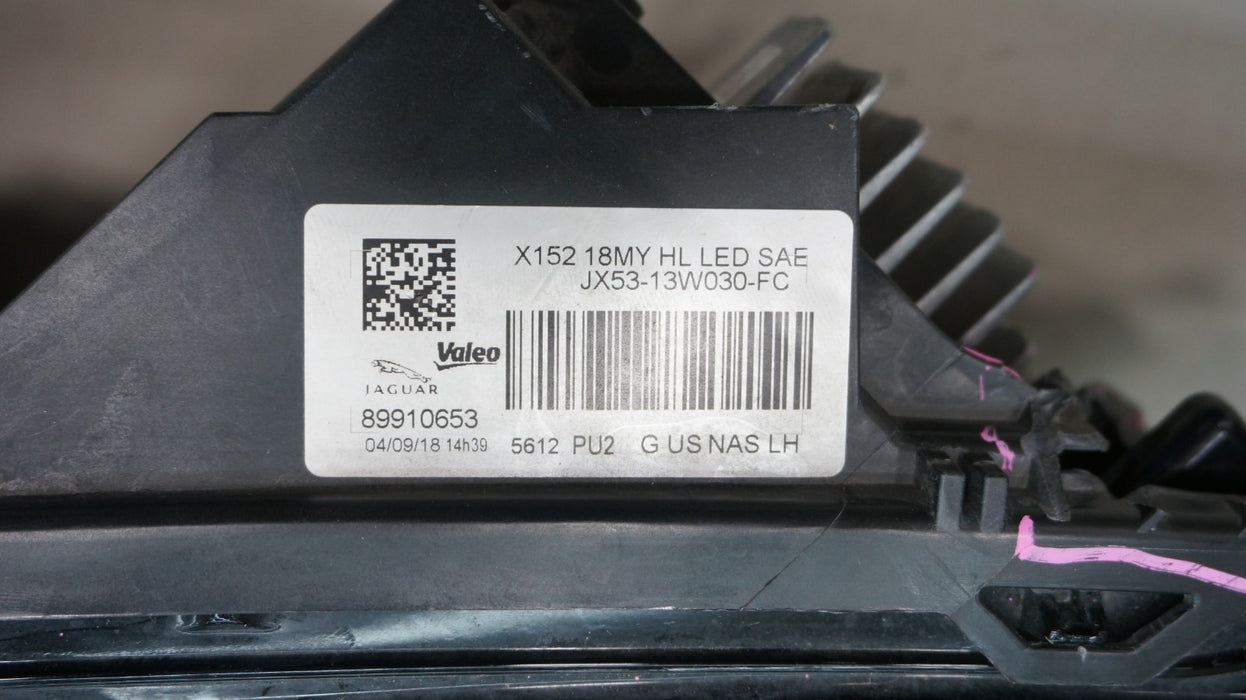 X152 18MY HL LED SAE
JX53-13W030-FC
Valeo
JAGUAR
89910653
04/09/18 14h39
5612 PU2 G US NAS LH